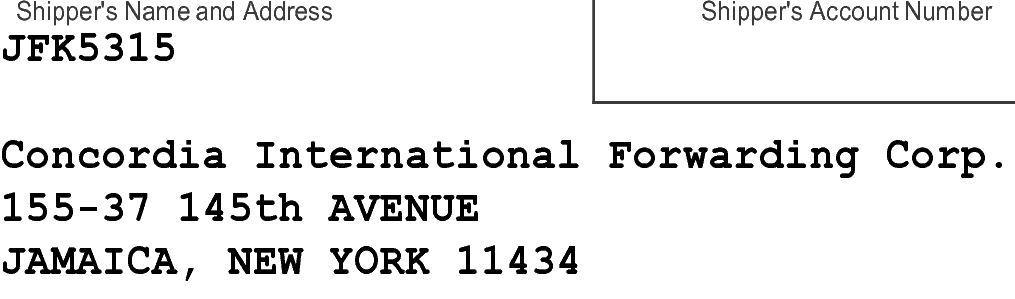 Shipper's Name and Address
Shipper's Account Number
JFK5315
Concordia International Forwarding Corp.
155-37 145th AVENUE
JAMAICA, NEW YORK 11434